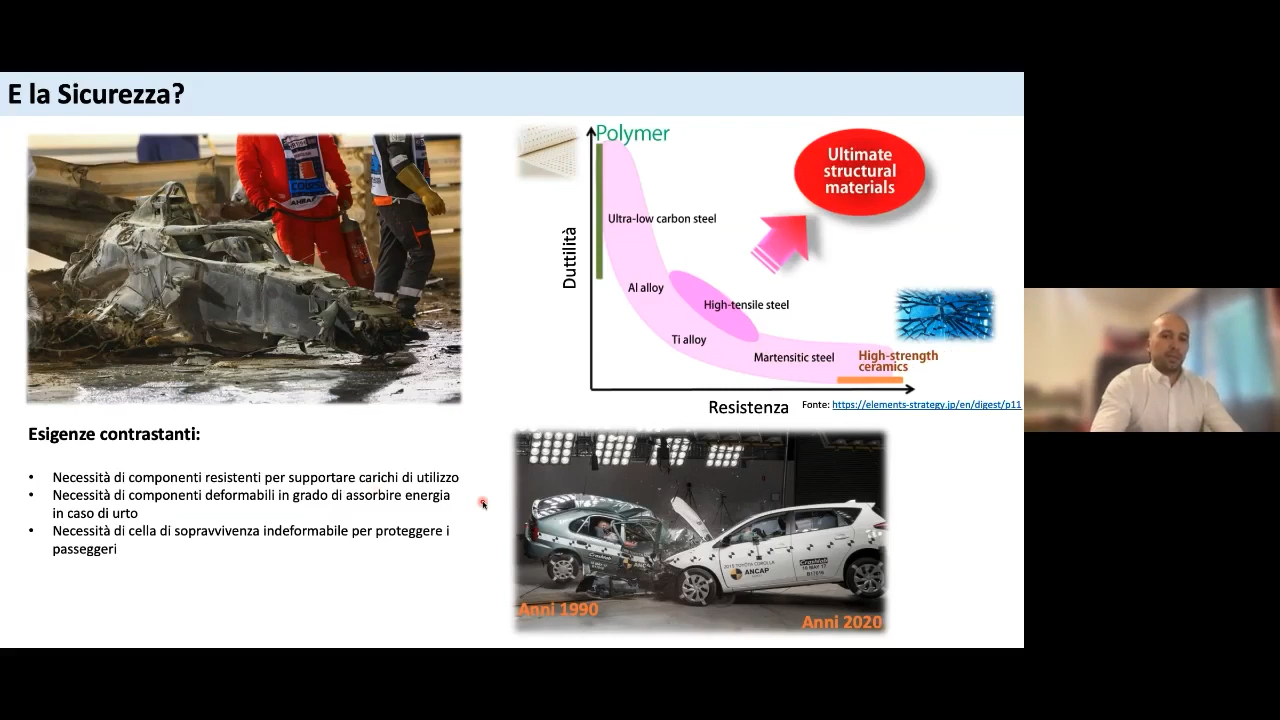 E la Sicurezza?
Polymer
Ultimate
structural
materials
Ultra-low carbon steel
Duttilità
Al alloy
High-tensile steel
Ti alloy
Martensitic steel
High-strength
ceramics
Resistenza
Fonte: https://elements-strategy.jp/en/digest/p11
Esigenze contrastanti:
• Necessità di componenti resistenti per supportare carichi di utilizzo
• Necessità di componenti deformabili in grado di assorbire energia
in caso di urto
• Necessità di cella di sopravvivenza indeformabile per proteggere i
passeggeri
2015 TOYOTA COROLLA
ANCAP
Anni 1990
Anni 2020